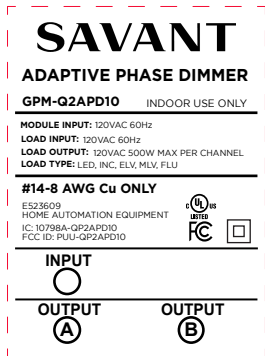 SAVANT
ADAPTIVE PHASE DIMMER
GPM-Q2APD10 INDOOR USE ONLY
MODULE INPUT: 120VAC 60Hz
LOAD INPUT: 120VAC 60Hz
LOAD OUTPUT: 120VAC 500W MAX PER CHANNEL
LOAD TYPE: LED, INC, ELV, MLV, FLU
#14-8 AWG Cu ONLY
E523609
HOME AUTOMATION EQUIPMENT
IC: 10798A-QP2APD10
FCC ID: PUU-QP2APD10
c UL US
LISTED
FC
INPUT
OUTPUT OUTPUT
A B